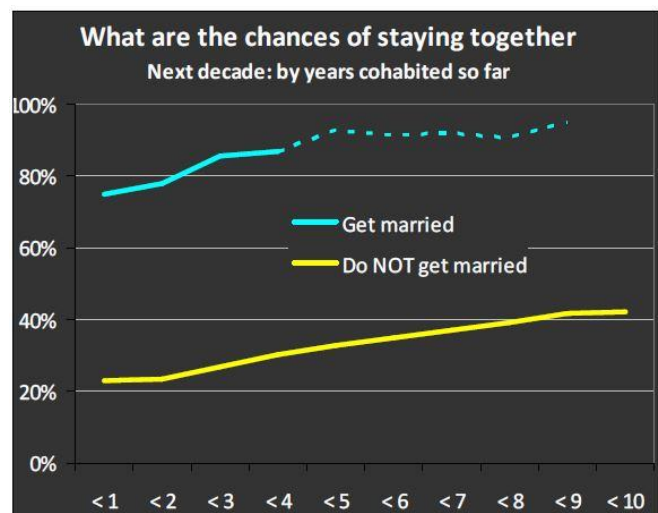 What are the chances of staying together
Next decade: by years cohabited so far
100%
80%
60%
40%
20%
0%
Get married
Do NOT get married
< 1 < 2 < 3 < 4 < 5 < 6 < 7 < 8 < 9 < 10